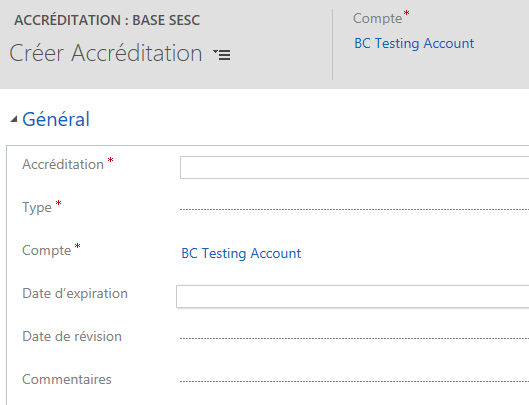 ACCRÉDITATION : BASE SESC
Créer Accréditation
Compte*
BC Testing Account
Général
Accréditation *
Type *
Compte * BC Testing Account
Date d'expiration
Date de révision
Commentaires